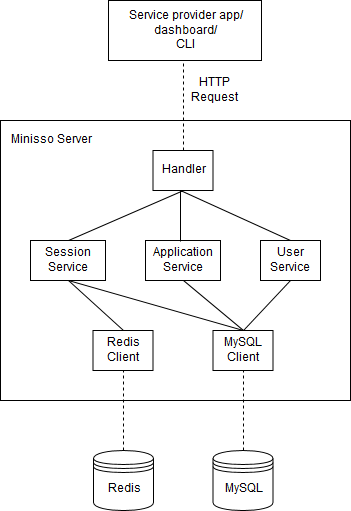 Service provider app/
dashboard/
CLI
HTTP
Request
Minisso Server
Handler
Session
Service
Application
Service
User
Service
Redis
Client
MySQL
Client
Redis
MySQL